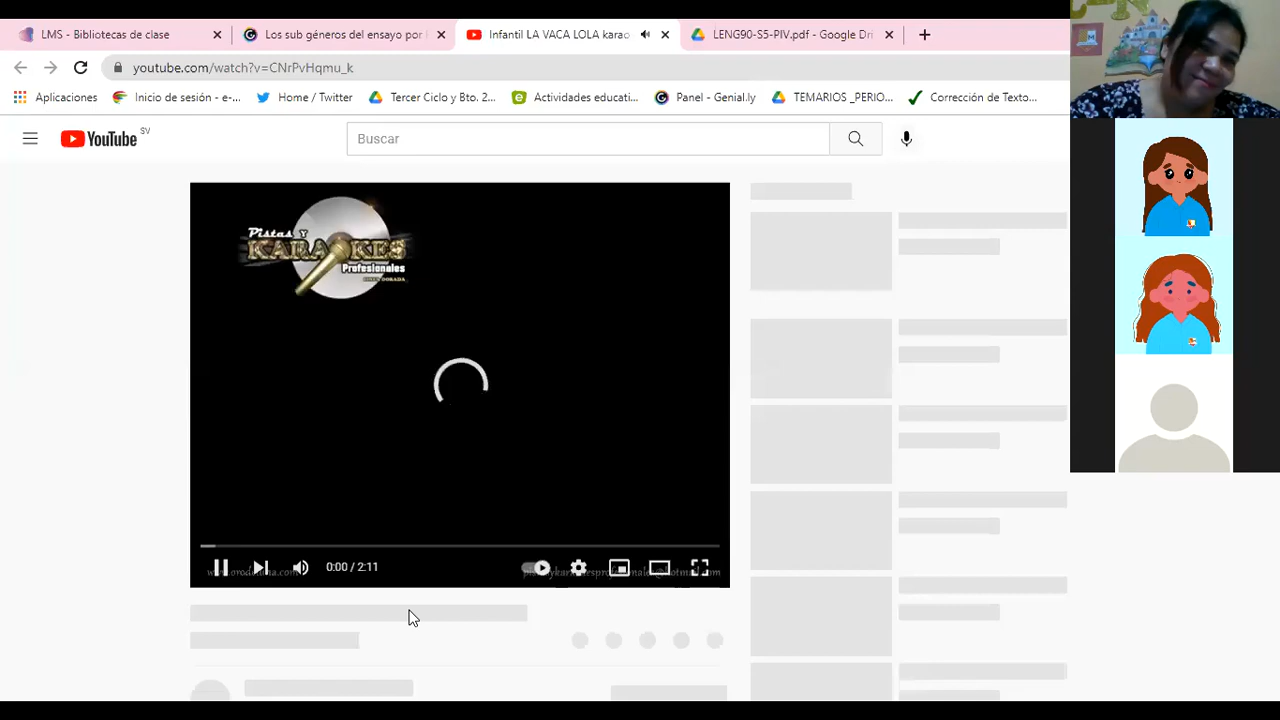 LMS - Bibliotecas de clase
Los sub géneros del ensayo por
Infantil LA VACA LOLA karao
LENG90-S5-PIV.pdf - Google Dri
youtube.com/watch?v=CNrPvHqmu_k
Aplicaciones
Inicio de sesión - e-...
Home / Twitter
Tercer Ciclo y Bto. 2...
Actividades educati...
Panel - Genial.ly
TEMARIOS _PERIO...
Corrección de Texto...
YouTube SV
Buscar
Pistas Y
KARAOKES
Profesionales
0:00 / 2:11